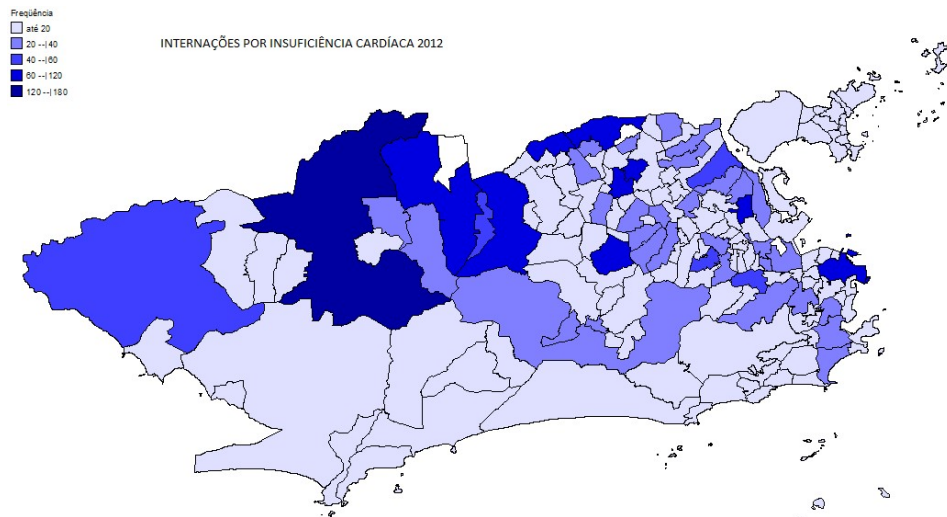 Freqüência
até 20
20 --| 40
40 --| 60
60 --| 120
120 --| 180
INTERNAÇÕES POR INSUFICIÊNCIA CARDÍACA 2012